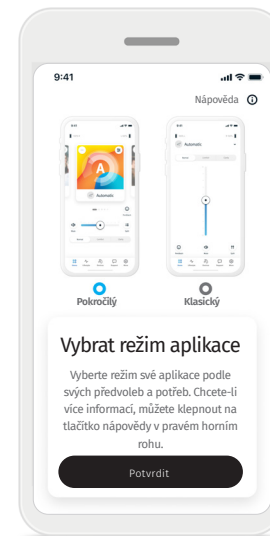 9:41
Nápověda
A
Automatic
Automatic
Pokročilý
Klasický
Vybrat režim aplikace
Vyberte režim své aplikace podle
svých předvoleb a potřeb. Chcete-li
více informací, můžete klepnout na
tlačítko nápovědy v pravém horním
rohu.
Potvrdit